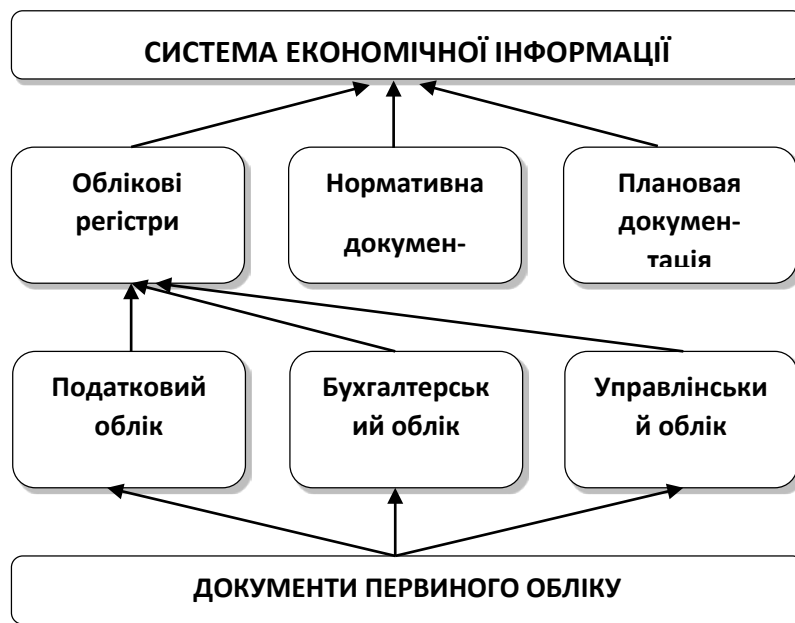 СИСТЕМА ЕКОНОМІЧНОЇ ІНФОРМАЦІЇ
Облікові
регістри
Нормативна
докумен-
Плановая
докумен-
тація
Податковий
облік
Бухгалтерськ
ий облік
Управлінськи
й облік
ДОКУМЕНТИ ПЕРВИНОГО ОБЛІКУ